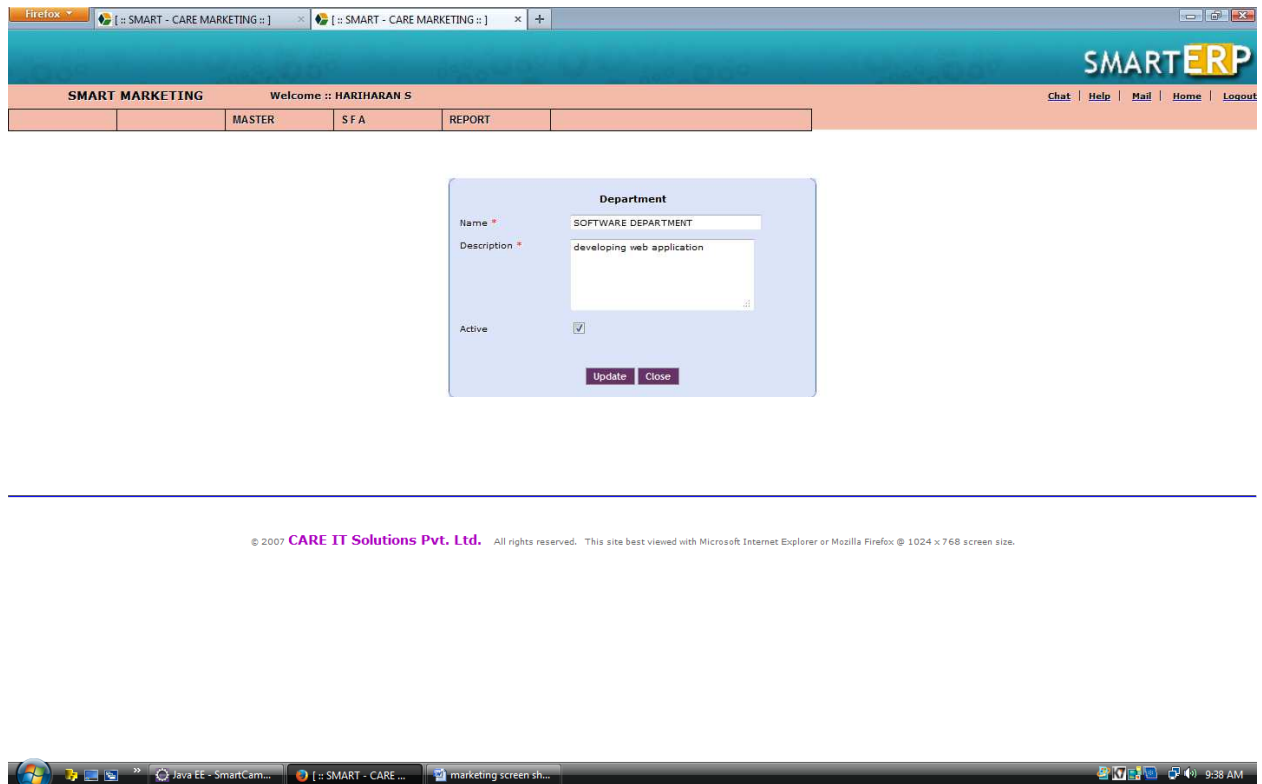 Firefox
[ :: SMART - CARE MARKETING :: ] × [ :: SMART - CARE MARKETING :: ] × +
SMARTERP
SMART MARKETING Welcome :: HARIHARAN S Chat | Help | Mail | Home | Logout
MASTER S F A REPORT
Department
Name * SOFTWARE DEPARTMENT
Description * developing web application
Active
Update Close
© 2007 CARE IT Solutions Pvt. Ltd. All rights reserved. This site best viewed with Microsoft Internet Explorer or Mozilla Firefox @ 1024 x 768 screen size.
» Java EE - SmartCam... [ :: SMART - CARE ... marketing screen sh... 9:38 AM